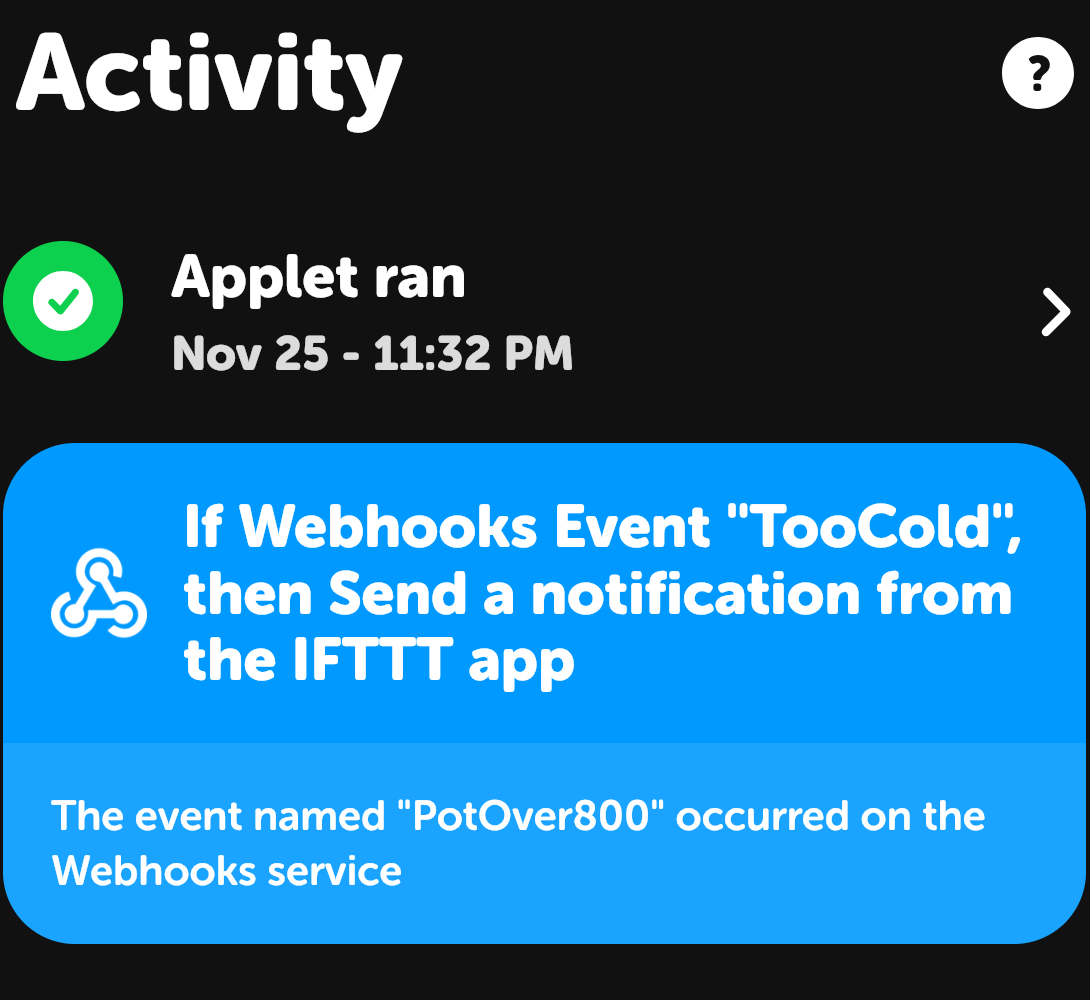 Activity
?
Applet ran
Nov 25 - 11:32 PM
If Webhooks Event "TooCold",
then Send a notification from
the IFTTT app
The event named "PotOver800" occurred on the
Webhooks service